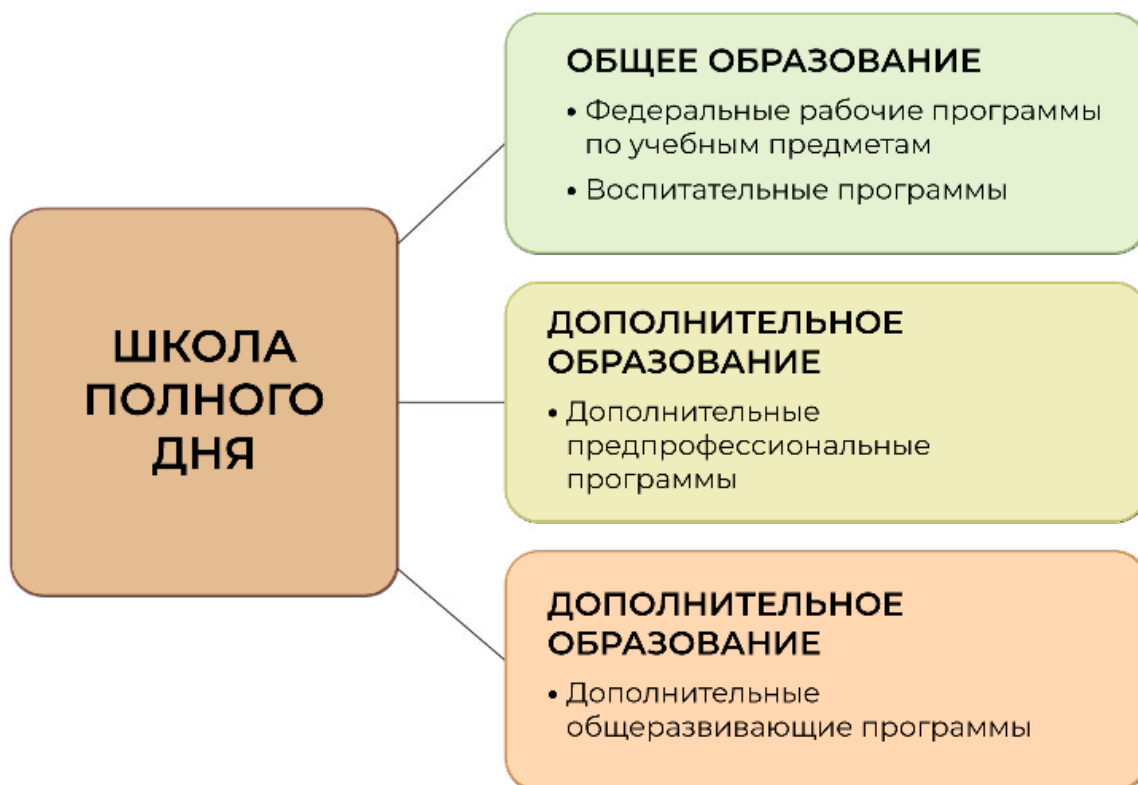 ШКОЛА
ПОЛНОГО
ДНЯ
ОБЩЕЕ ОБРАЗОВАНИЕ
• Федеральные рабочие программы
по учебным предметам
• Воспитательные программы
ДОПОЛНИТЕЛЬНОЕ
ОБРАЗОВАНИЕ
• Дополнительные
предпрофессиональные
программы
ДОПОЛНИТЕЛЬНОЕ
ОБРАЗОВАНИЕ
• Дополнительные
общеразвивающие программы